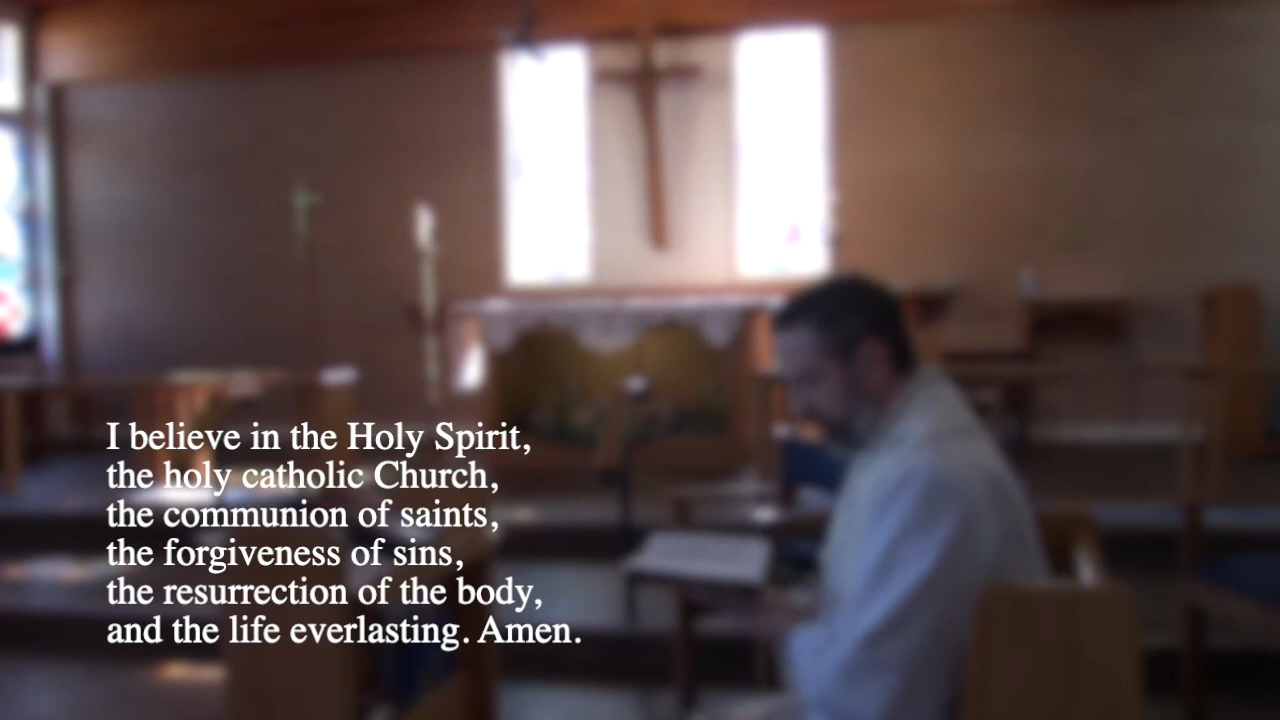 I believe in the Holy Spirit,
the holy catholic Church,
the communion of saints,
the forgiveness of sins,
the resurrection of the body,
and the life everlasting. Amen.